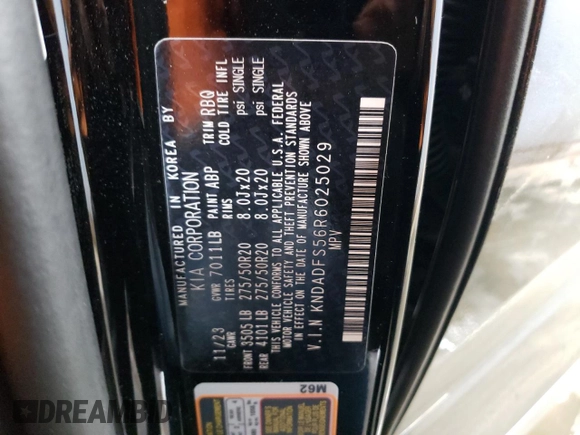 MANUFACTURED IN KOREA BY
KIA CORPORATION
GVWR 7011LB PAINT ABP TRIM RBQ
11/23
GAWR TIRES RIMS COLD TIRE INFL
FRONT 3505LB 275/50R20 8.0Jx20 psi SINGLE
REAR 4101LB 275/50R20 8.0Jx20 psi SINGLE
THIS VEHICLE CONFORMS TO ALL APPLICABLE U.S.A. FEDERAL
MOTOR VEHICLE SAFETY AND THEFT PREVENTION STANDARDS
IN EFFECT ON THE DATE OF MANUFACTURE SHOWN ABOVE
V.I.N KNDADFS56R6025029
MPV
M62
DREAMBID